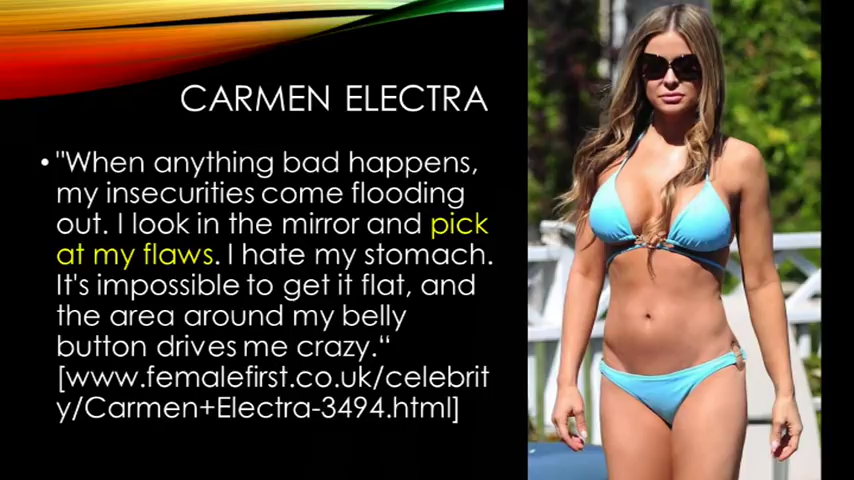 CARMEN ELECTRA
• "When anything bad happens,
my insecurities come flooding
out. I look in the mirror and pick
at my flaws. I hate my stomach.
It's impossible to get it flat, and
the area around my belly
button drives me crazy.“
[www.femalefirst.co.uk/celebrit
y/Carmen+Electra-3494.html]